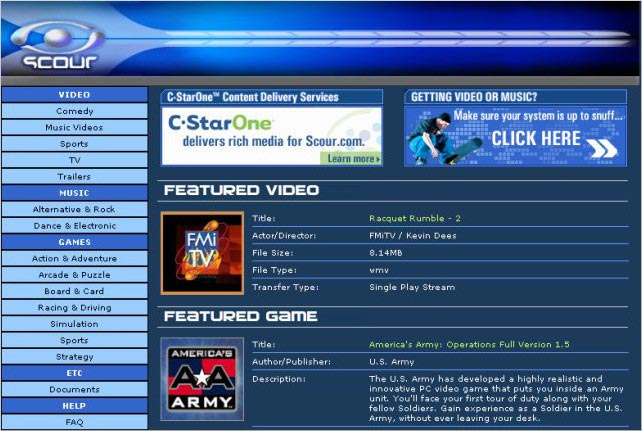 SCOUR
VIDEO
Comedy
Music Videos
Sports
TV
Trailers
MUSIC
Alternative & Rock
Dance & Electronic
GAMES
Action & Adventure
Arcade & Puzzle
Board & Card
Racing & Driving
Simulation
Sports
Strategy
ETC
Documents
HELP
FAQ
C-StarOne™ Content Delivery Services
C•StarOne™
delivers rich media for Scour.com.
Learn more
GETTING VIDEO OR MUSIC?
Make sure your system is up to snuff...
CLICK HERE
FEATURED VIDEO
FMi
TV
Title: Racquet Rumble - 2
Actor/Director: FMiTV / Kevin Dees
File Size: 8.14MB
File Type: wmv
Transfer Type: Single Play Stream
FEATURED GAME
AMERICA'S
AA
ARMY
Title: America's Army: Operations Full Version 1.5
Author/Publisher: U.S. Army
Description: The U.S. Army has developed a highly realistic and
innovative PC video game that puts you inside an Army
unit. You'll face your first tour of duty along with your
fellow Soldiers. Gain experience as a Soldier in the U.S.
Army, without ever leaving your desk.